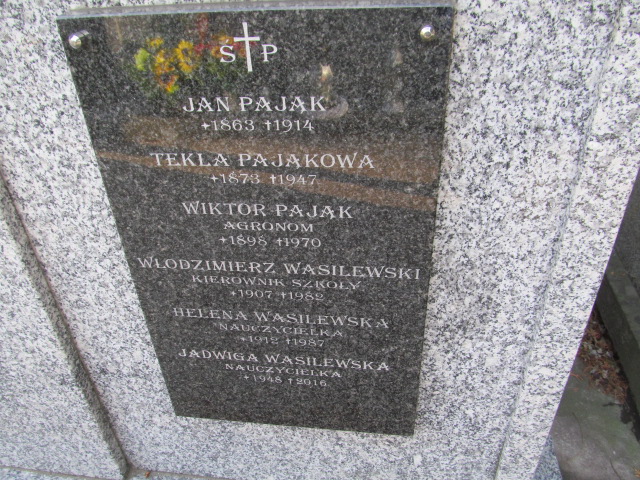 Ś P
JAN PAJĄK
+1863 †1914
TEKLA PAJĄKOWA
+1873 †1947
WIKTOR PAJĄK
AGRONOM
+1898 †1970
WŁODZIMIERZ WASILEWSKI
KIEROWNIK SZKOŁY
+1907 †1982
HELENA WASILEWSKA
NAUCZYCIELKA
+1912 †1987
JADWIGA WASILEWSKA
NAUCZYCIELKA
+1948 †2016